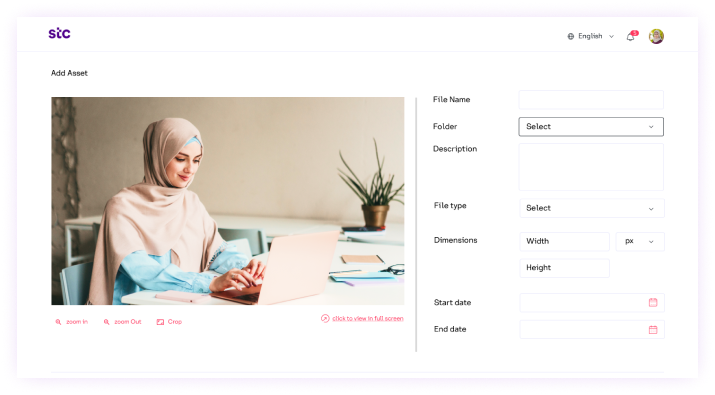 stc
English
Add Asset
File Name
Folder
Select
Description
File type
Select
Dimensions
Width
px
Height
zoom in
zoom Out
Crop
click to view in full screen
Start date
End date